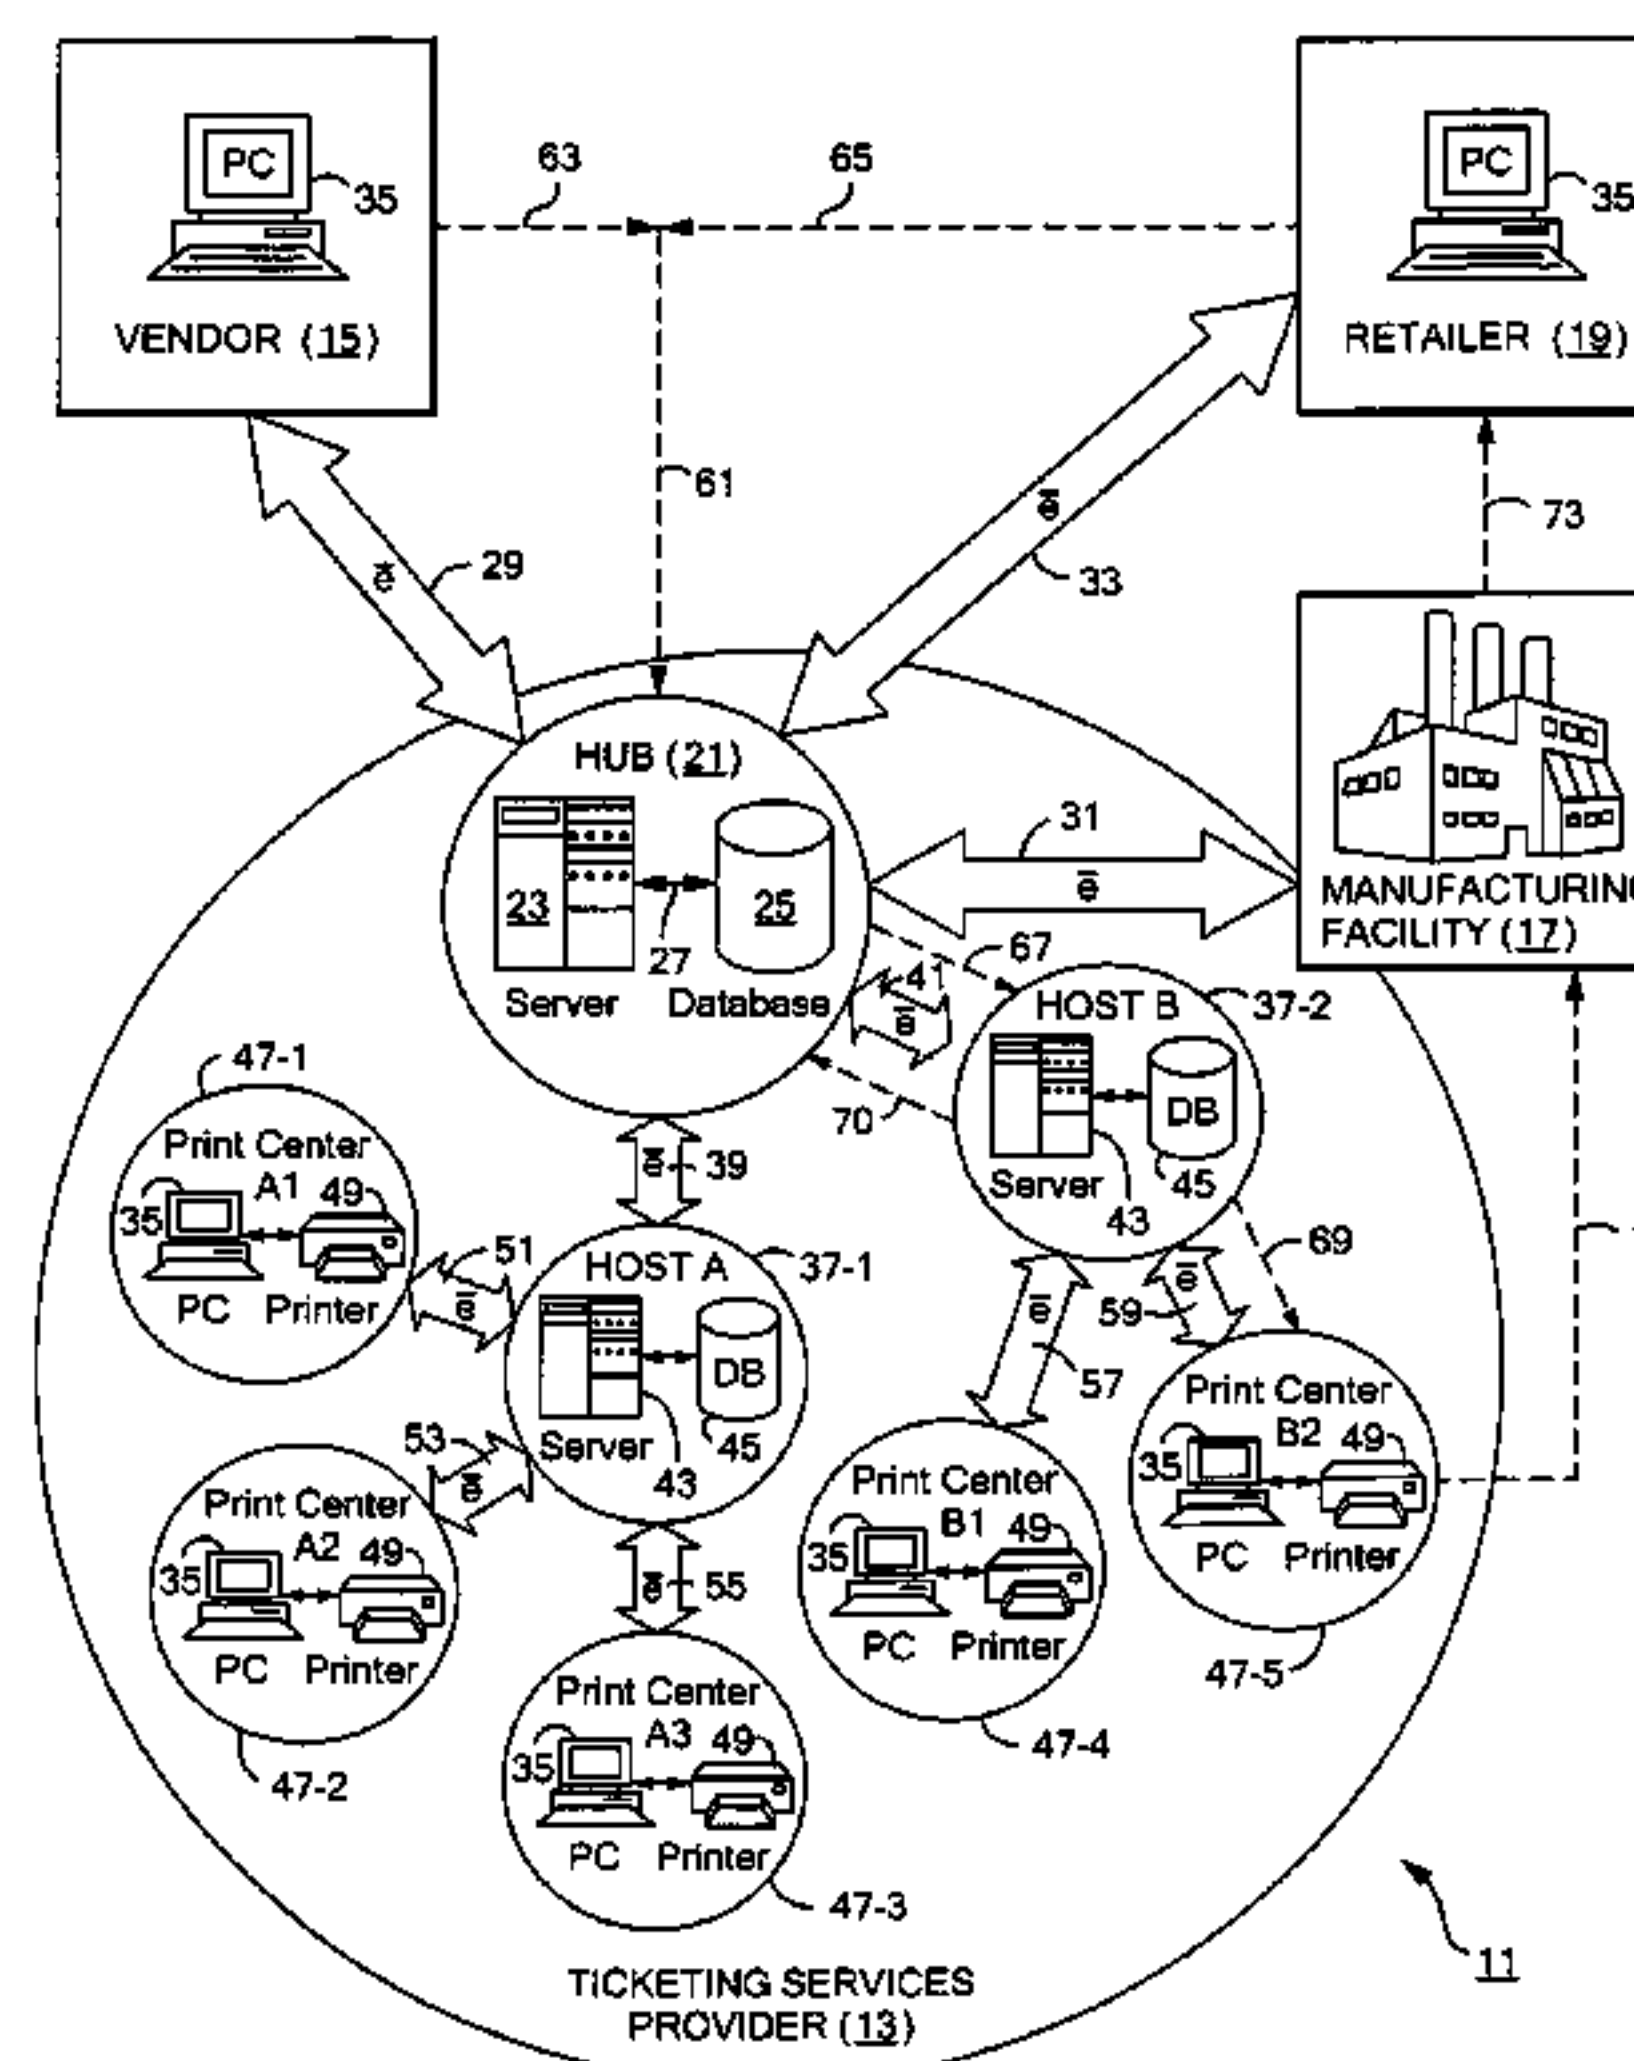 PC
35
VENDOR (15)
63
65
PC
35
RETAILER (19)
61
73
ē
29
ē
33
HUB (21)
23
25
27
Server
Database
31
ē
MANUFACTURING
FACILITY (17)
67
41
ē
HOST B
37-2
DB
Server
45
43
70
47-1
Print Center
A1
35
49
PC
Printer
ē
39
51
ē
HOST A
37-1
DB
Server
43
45
69
ē
59
ē
57
53
ē
Print Center
A2
35
49
PC
Printer
47-2
ē
55
Print Center
B1
35
49
PC
Printer
47-4
Print Center
B2
35
49
PC
Printer
47-5
Print Center
A3
35
49
PC
Printer
47-3
11
TICKETING SERVICES
PROVIDER (13)